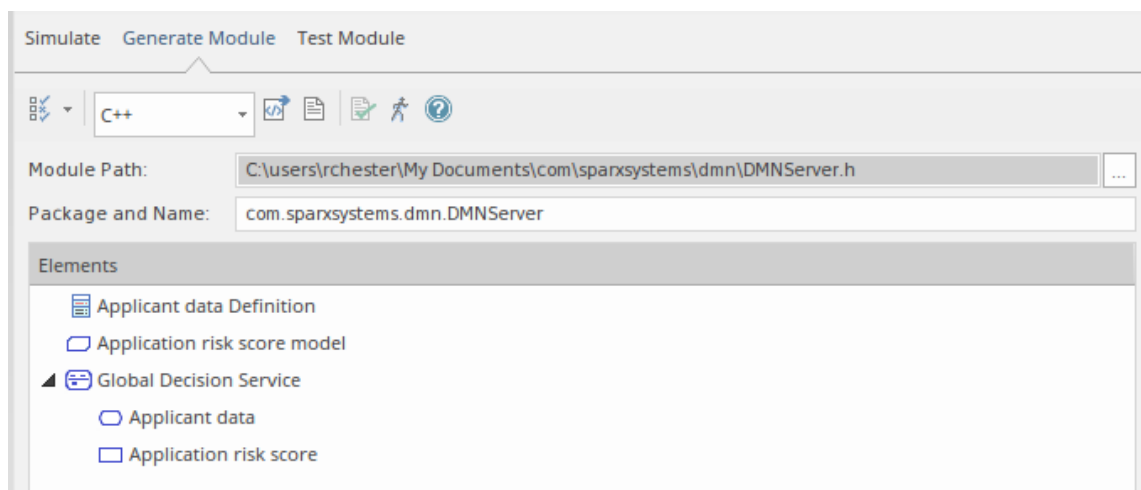 Simulate Generate Module Test Module
C++
Module Path: C:\users\rchester\My Documents\com\sparxsystems\dmn\DMNServer.h ...
Package and Name: com.sparxsystems.dmn.DMNServer
Elements
Applicant data Definition
Application risk score model
Global Decision Service
Applicant data
Application risk score